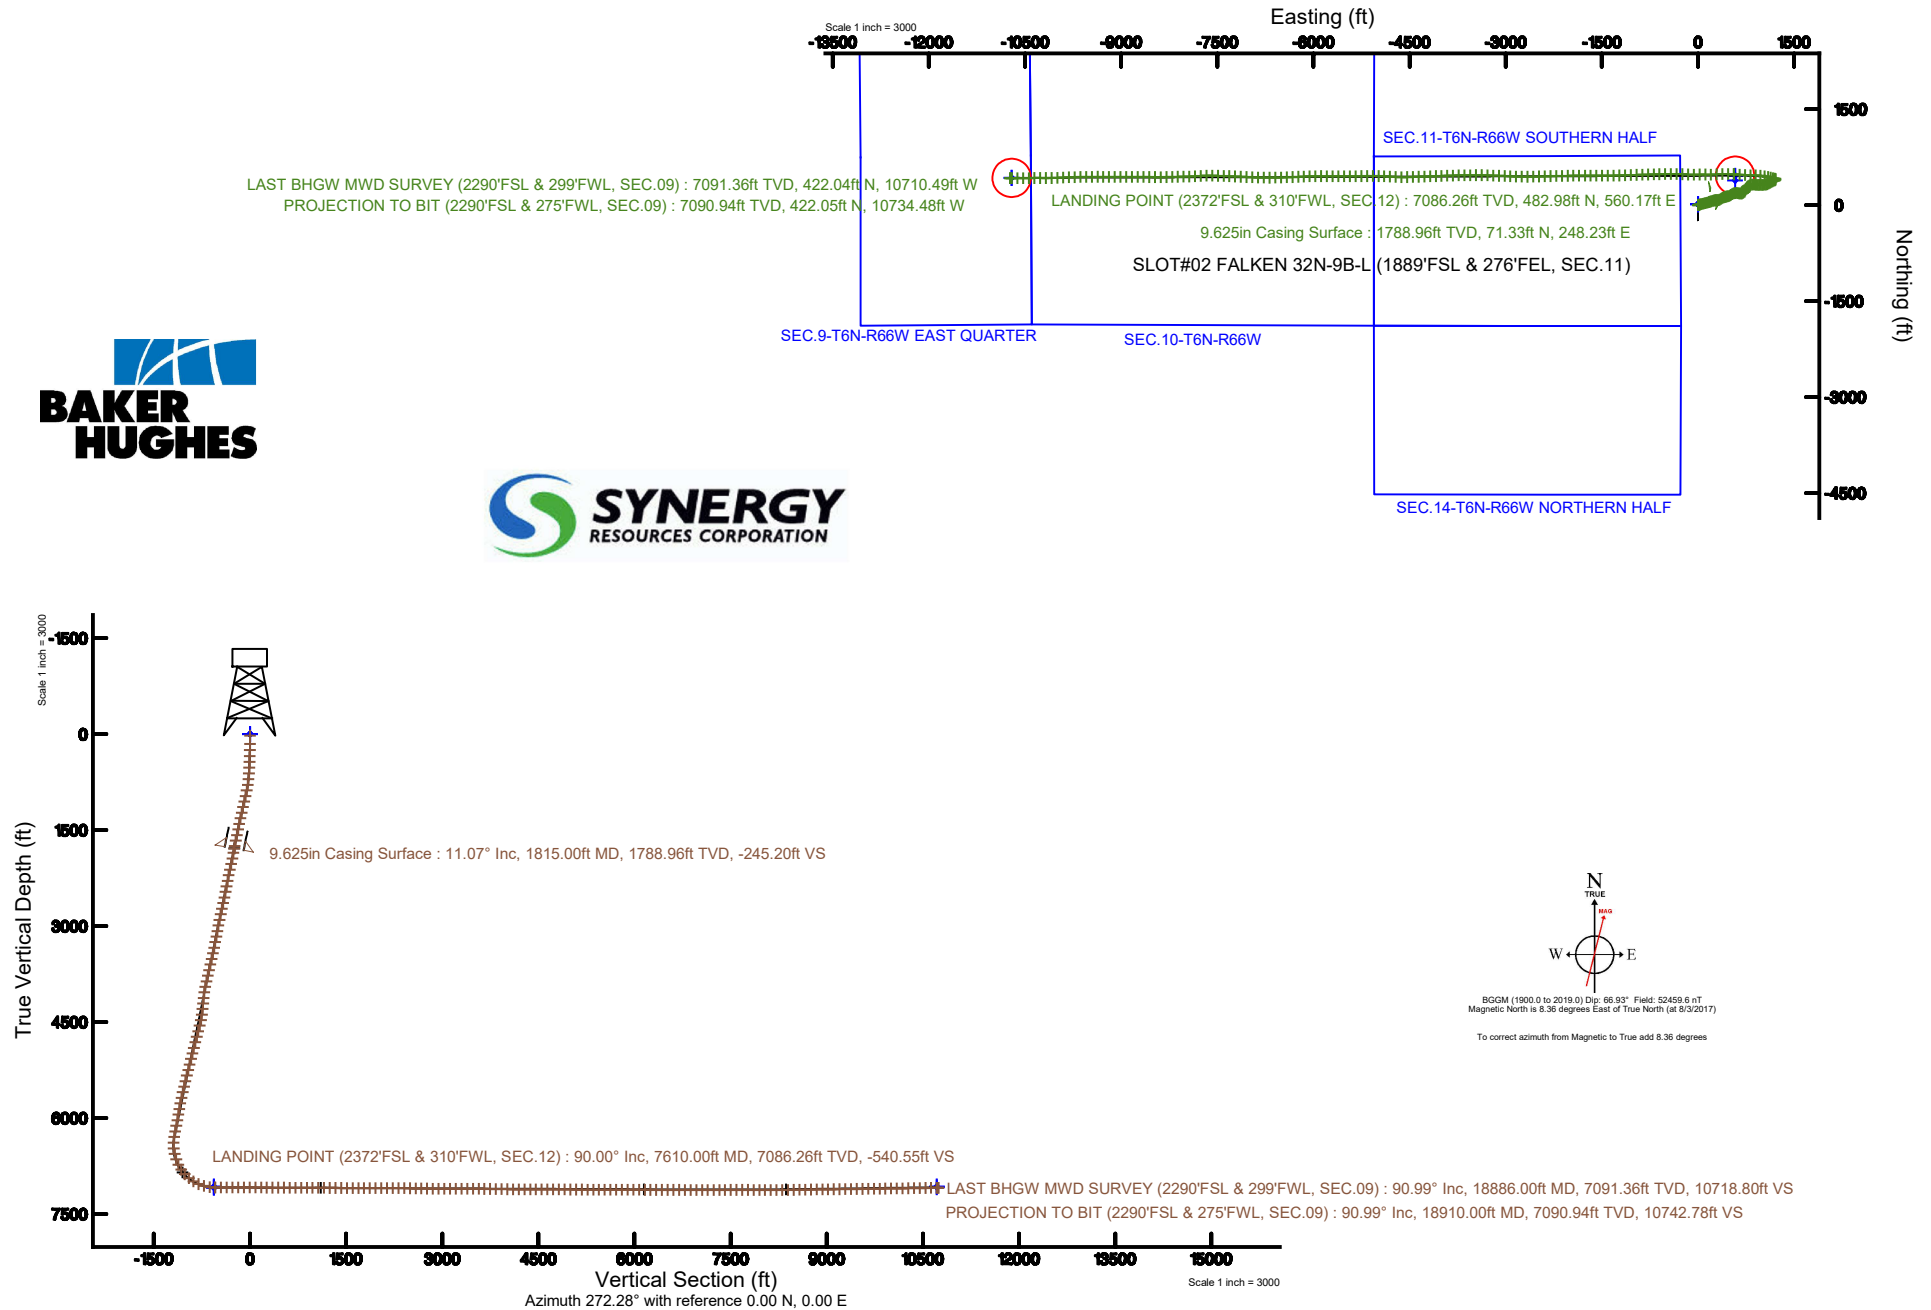 Easting (ft)
Scale 1 inch = 3000
-13500 -12000 -10500 -9000 -7500 -6000 -4500 -3000 -1500 0 1500
1500
0
-1500
-3000
-4500
Northing (ft)
SEC.11-T6N-R66W SOUTHERN HALF
LAST BHGW MWD SURVEY (2290'FSL & 299'FWL, SEC.09) : 7091.36ft TVD, 422.04ft N, 10710.49ft W
PROJECTION TO BIT (2290'FSL & 275'FWL, SEC.09) : 7090.94ft TVD, 422.05ft N, 10734.48ft W
LANDING POINT (2372'FSL & 310'FWL, SEC.12) : 7086.26ft TVD, 482.98ft N, 560.17ft E
9.625in Casing Surface : 1788.96ft TVD, 71.33ft N, 248.23ft E
SLOT#02 FALKEN 32N-9B-L (1889'FSL & 276'FEL, SEC.11)
SEC.9-T6N-R66W EAST QUARTER
SEC.10-T6N-R66W
SEC.14-T6N-R66W NORTHERN HALF
BAKER
HUGHES
SYNERGY
RESOURCES CORPORATION
Scale 1 inch = 3000
True Vertical Depth (ft)
-1500
0
1500
3000
4500
6000
7500
9.625in Casing Surface : 11.07° Inc, 1815.00ft MD, 1788.96ft TVD, -245.20ft VS
LANDING POINT (2372'FSL & 310'FWL, SEC.12) : 90.00° Inc, 7610.00ft MD, 7086.26ft TVD, -540.55ft VS
LAST BHGW MWD SURVEY (2290'FSL & 299'FWL, SEC.09) : 90.99° Inc, 18886.00ft MD, 7091.36ft TVD, 10718.80ft VS
PROJECTION TO BIT (2290'FSL & 275'FWL, SEC.09) : 90.99° Inc, 18910.00ft MD, 7090.94ft TVD, 10742.78ft VS
-1500 0 1500 3000 4500 6000 7500 9000 10500 12000 13500 15000
Vertical Section (ft)
Scale 1 inch = 3000
Azimuth 272.28° with reference 0.00 N, 0.00 E
N
TRUE
MAG
W E
BGGM (1900.0 to 2019.0) Dip: 66.93° Field: 52459.6 nT
Magnetic North is 8.36 degrees East of True North (at 8/3/2017)
To correct azimuth from Magnetic to True add 8.36 degrees